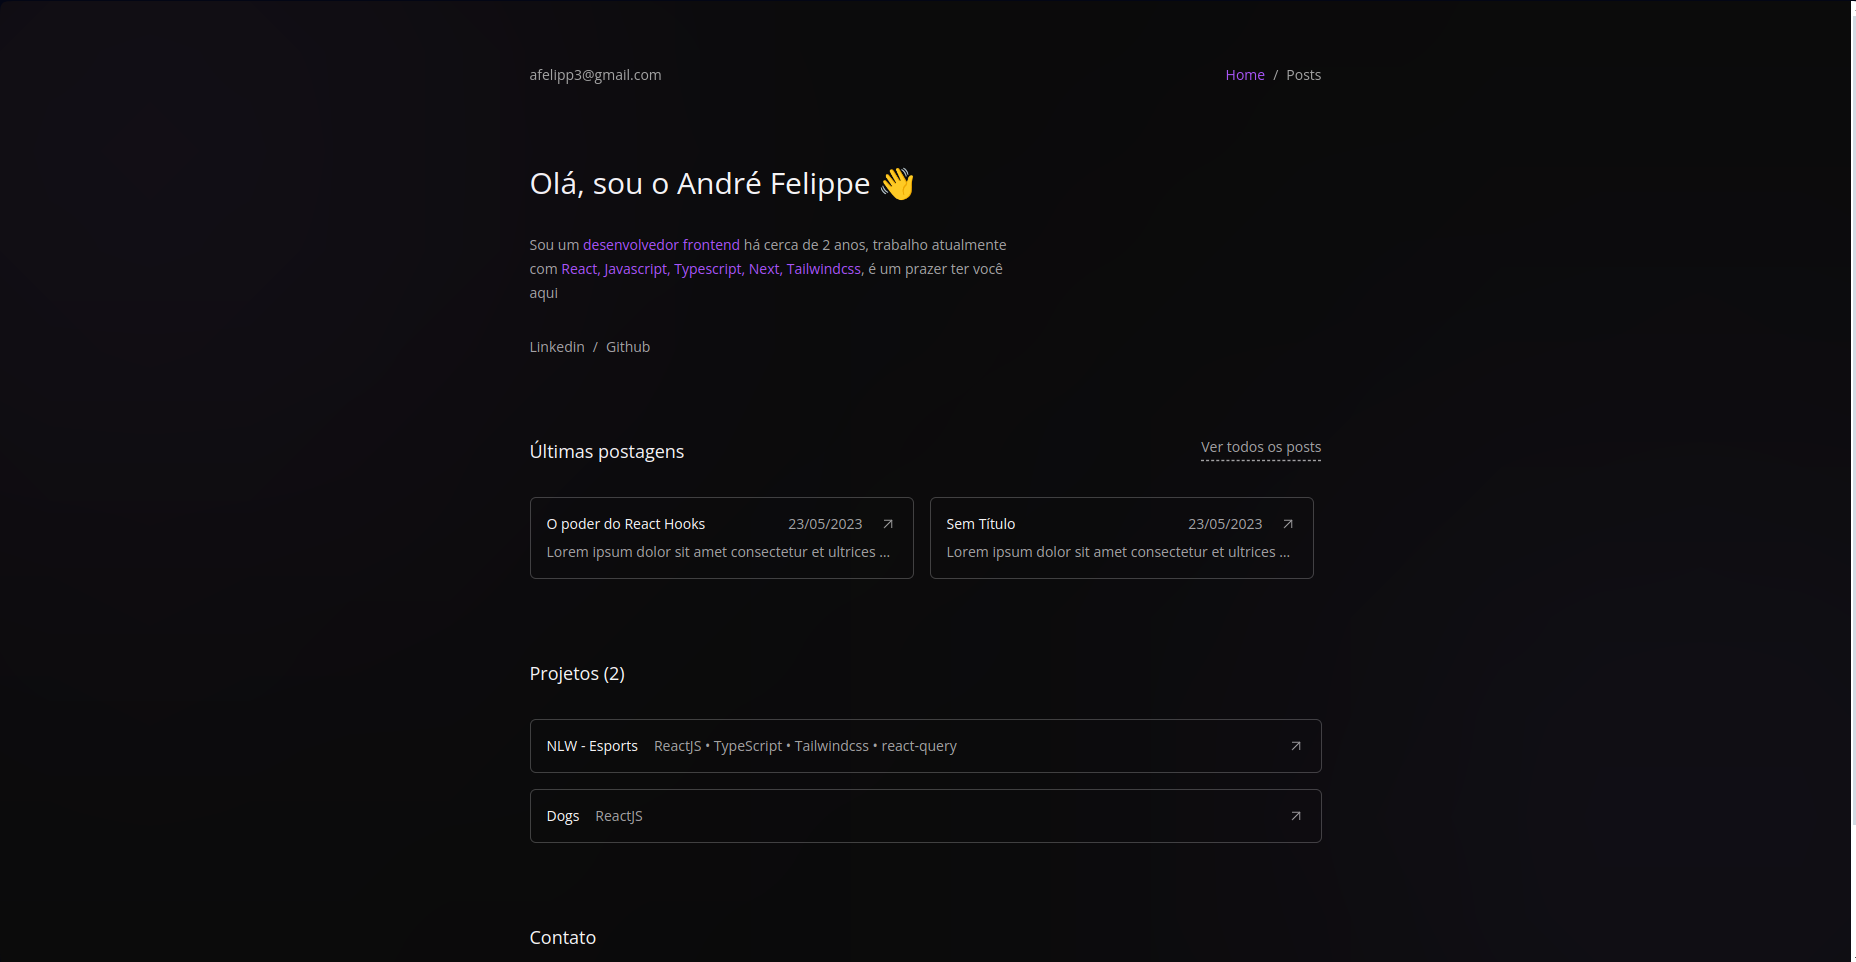 afelipp3@gmail.com
Home / Posts
Olá, sou o André Felippe 👋
Sou um desenvolvedor frontend há cerca de 2 anos, trabalho atualmente
com React, Javascript, Typescript, Next, Tailwindcss, é um prazer ter você
aqui
Linkedin / Github
Últimas postagens
Ver todos os posts
O poder do React Hooks 23/05/2023
Lorem ipsum dolor sit amet consectetur et ultrices ...
Sem Título 23/05/2023
Lorem ipsum dolor sit amet consectetur et ultrices ...
Projetos (2)
NLW - Esports ReactJS • TypeScript • Tailwindcss • react-query
Dogs ReactJS
Contato